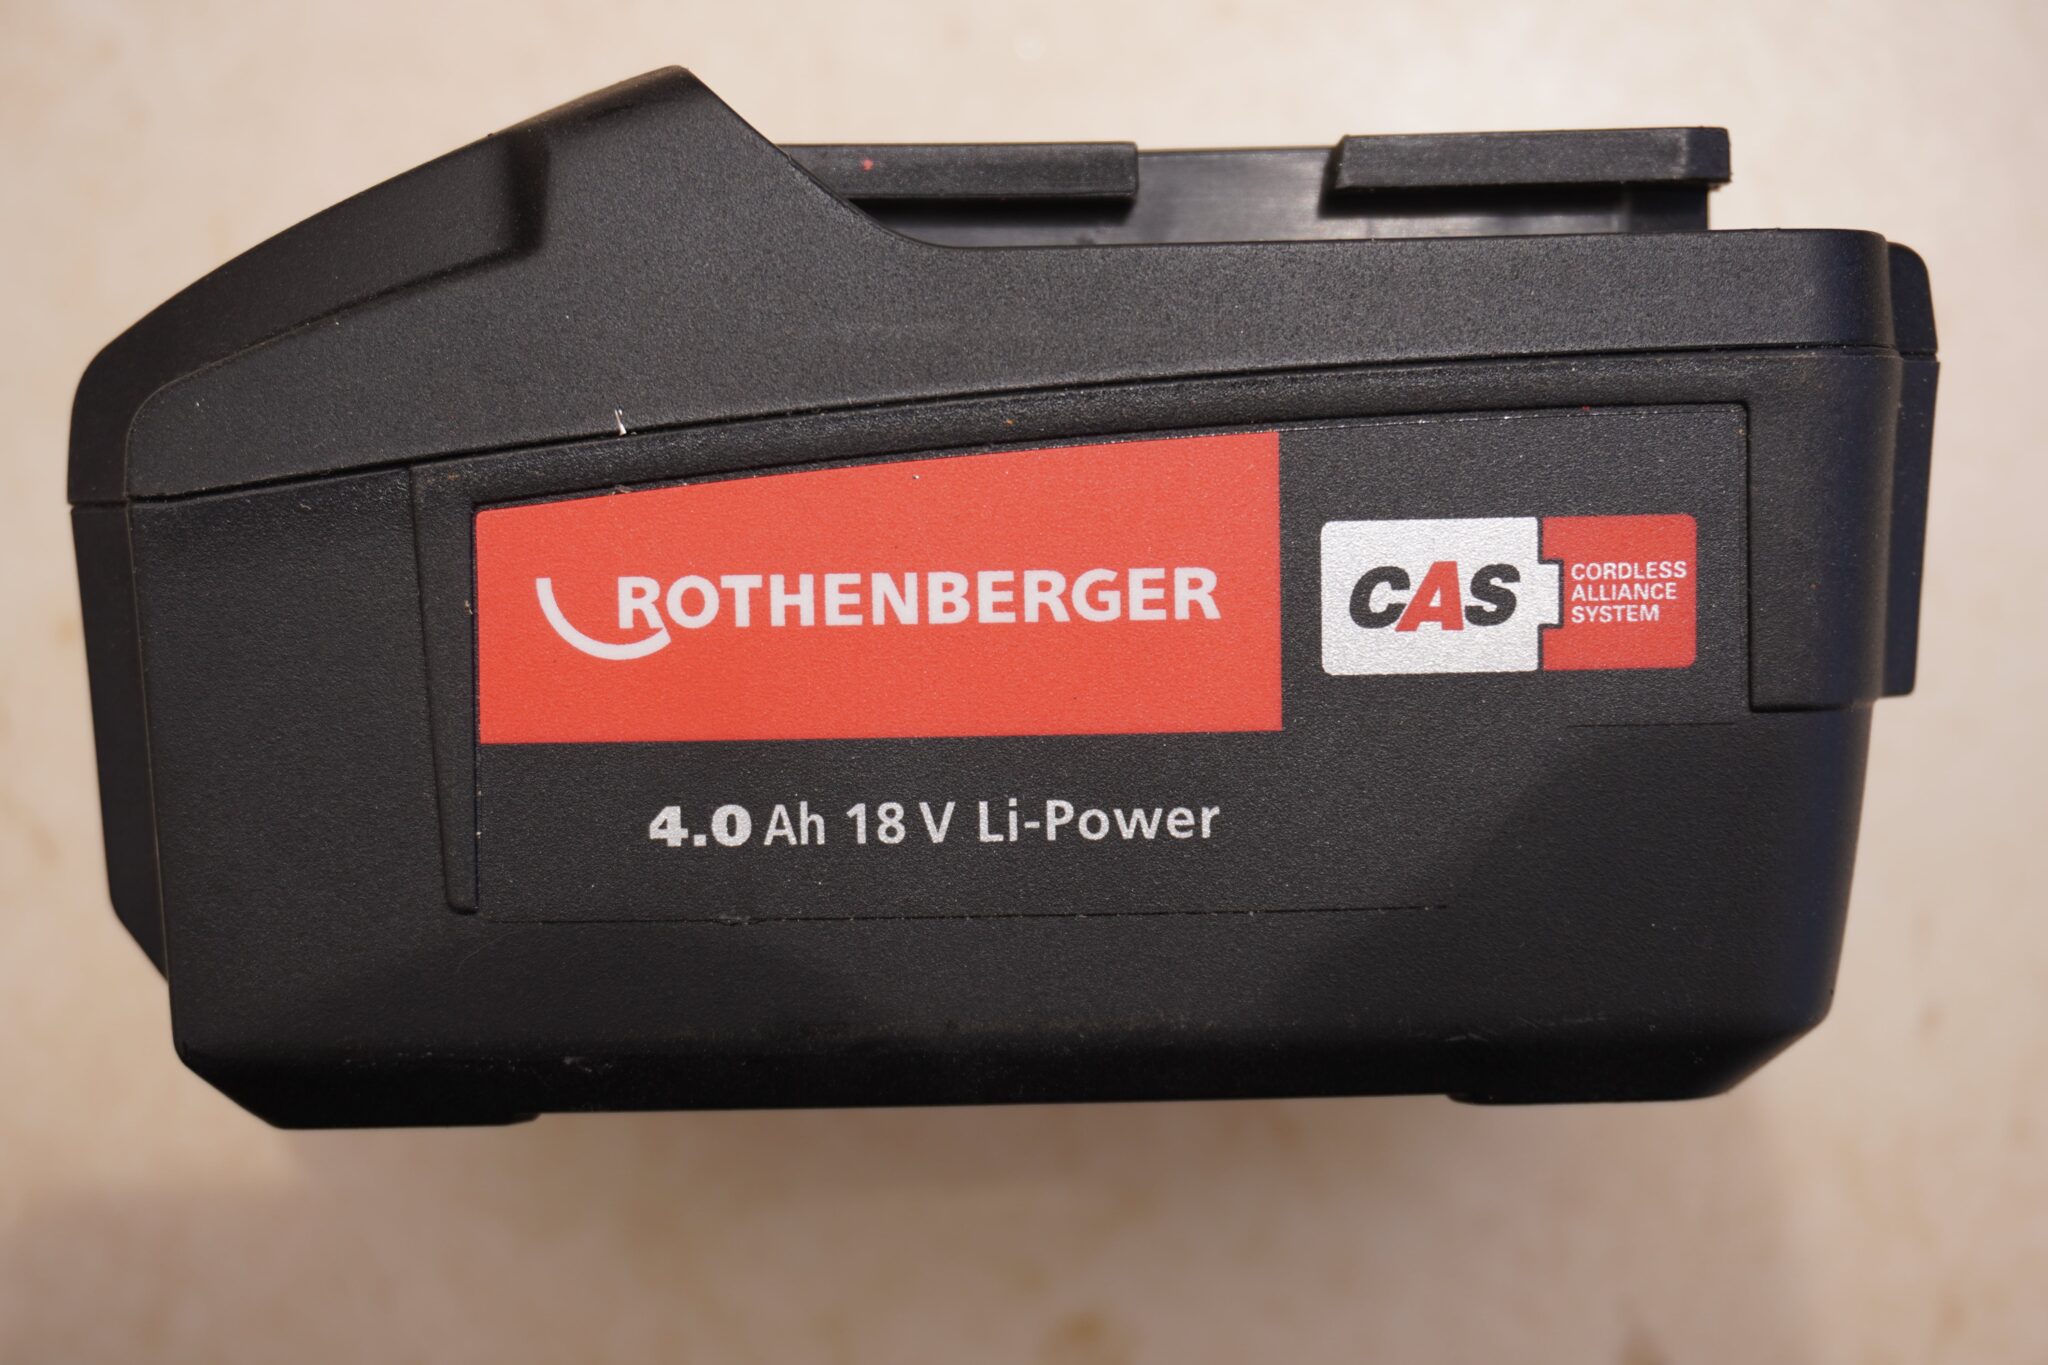 ROTHENBERGER
CAS
CORDLESS
ALLIANCE
SYSTEM
4.0 Ah 18 V Li-Power